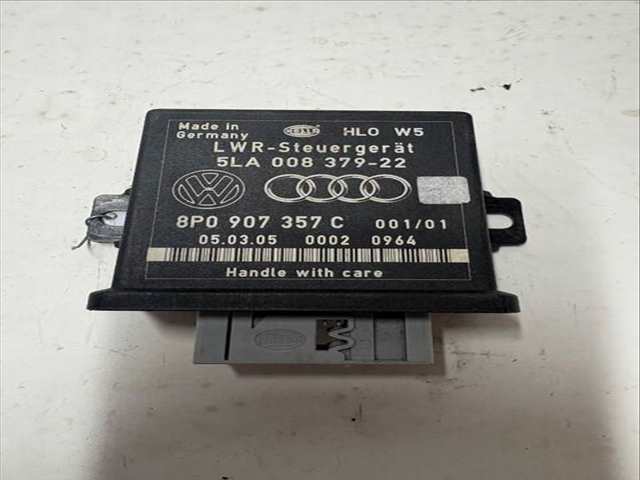 Made in
Germany
HELLA
HLO W5
LWR-Steuergerät
5LA 008 379-22
8P0 907 357 C 001/01
05.03.05 0002 0964
Handle with care